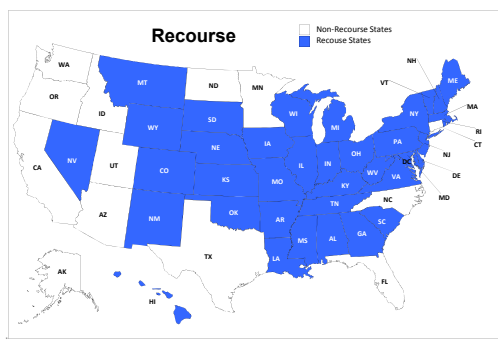 Recourse
Non-Recourse States
Recouse States
WA
MT
ND
MN
NH
VT
ME
OR
ID
WY
SD
WI
MI
NY
MA
RI
CT
NV
UT
CO
NE
IA
IL
IN
OH
PA
NJ
CA
KS
MO
KY
WV
VA
DC
DE
MD
AZ
NM
OK
AR
TN
NC
SC
TX
LA
MS
AL
GA
FL
AK
HI